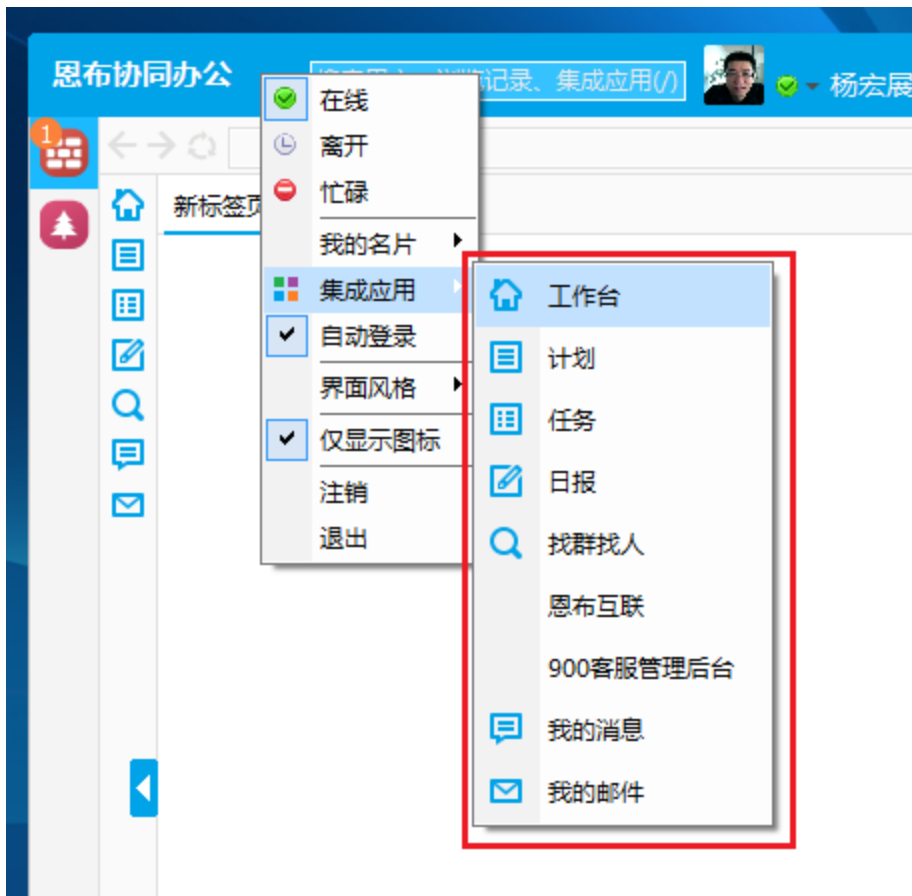 恩布协同办公
记录、集成应用(/)
杨宏展
1
新标签页
在线
离开
忙碌
我的名片
集成应用
自动登录
界面风格
仅显示图标
注销
退出
工作台
计划
任务
日报
找群找人
恩布互联
900客服管理后台
我的消息
我的邮件